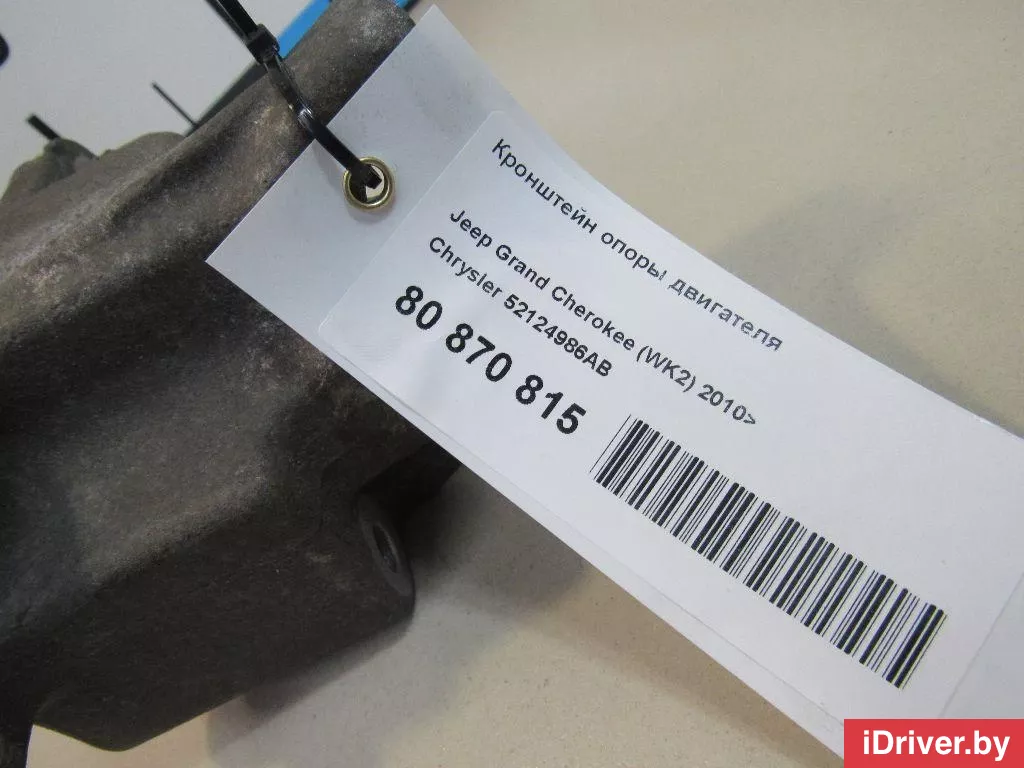 Кронштейн опоры двигателя
Jeep Grand Cherokee (WK2) 2010>
Chrysler 52124986AB
80 870 815
iDriver.by